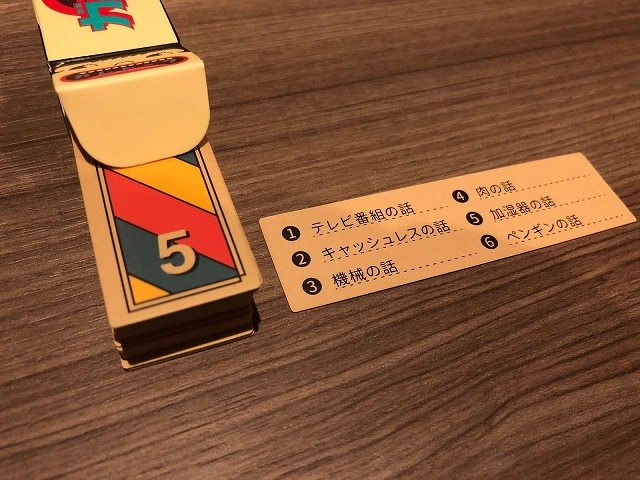 ガ
5
❶ テレビ番組の話
❷ キャッシュレスの話
❸ 機械の話
❹ 肉の話
❺ 加湿器の話
❻ ペンギンの話